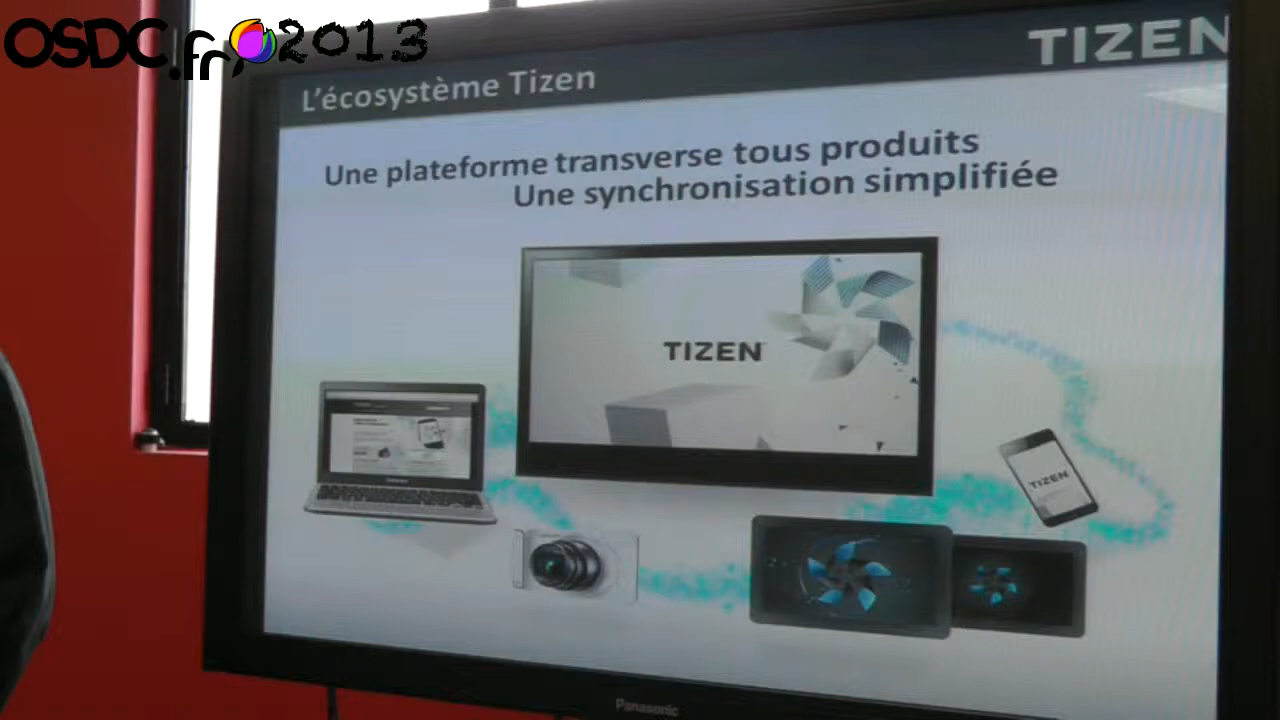 OSDC.fr 2013
TIZEN
L'écosystème Tizen
Une plateforme transverse tous produits
Une synchronisation simplifiée
TIZEN
TIZEN
Panasonic